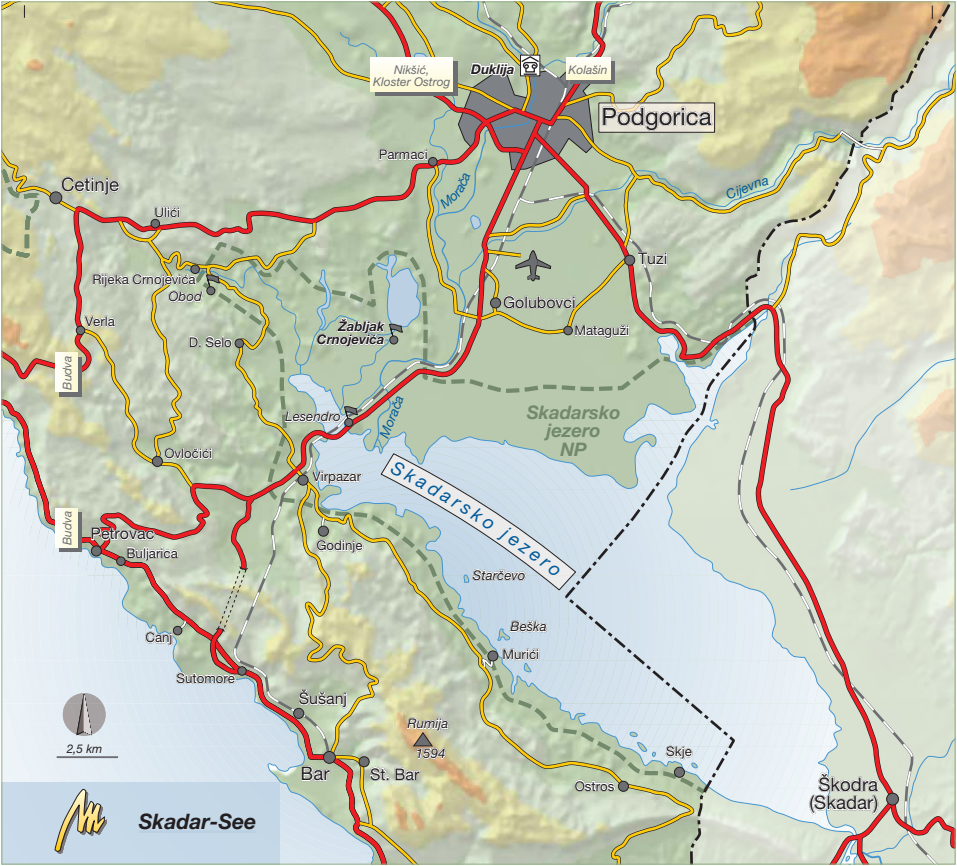 Nikšić,
Kloster Ostrog
Duklija
Kolašin
Podgorica
Parmaci
Morača
Cijevna
Cetinje
Ulići
Rijeka Crnojevića
Obod
Tuzi
Golubovci
Mataguži
Verla
D. Selo
Žabljak
Crnojevića
Budva
Lesendro
Morača
Skadarsko
jezero
NP
Ovločići
Virpazar
Skadarsko jezero
Budva
Petrovac
Buljarica
Godinje
Starčevo
Beška
Murići
Canj
Sutomore
Šušanj
Rumija
1594
2,5 km
Skje
Bar
St. Bar
Ostros
Škodra
(Skadar)
Skadar-See